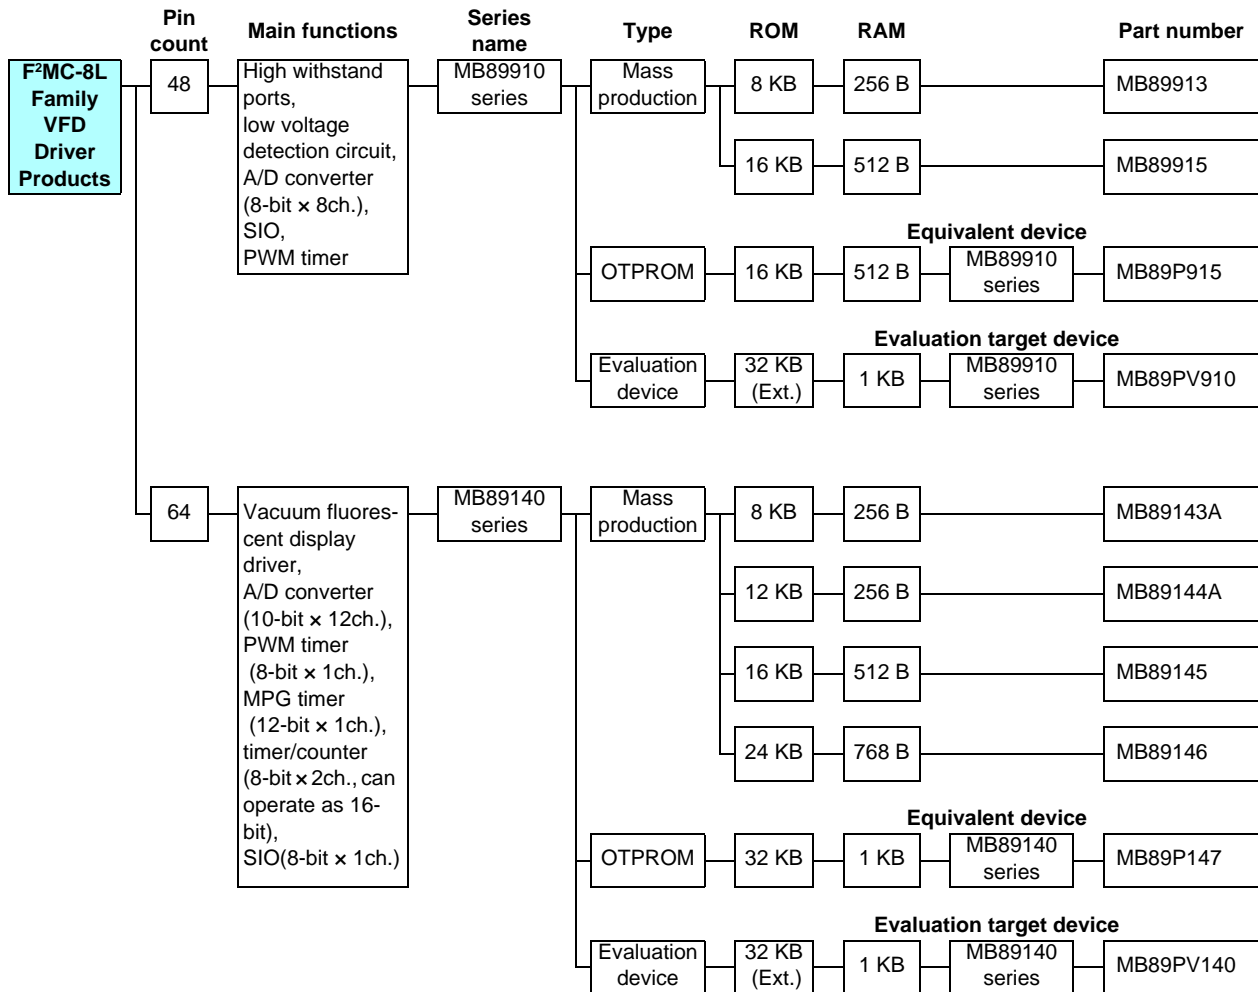 Pin count
Main functions
Series name
Type
ROM
RAM
Part number
F²MC-8L
Family
VFD
Driver
Products
48
High withstand
ports,
low voltage
detection circuit,
A/D converter
(8-bit × 8ch.),
SIO,
PWM timer
MB89910
series
Mass
production
8 KB
256 B
MB89913
16 KB
512 B
MB89915
Equivalent device
OTPROM
16 KB
512 B
MB89910
series
MB89P915
Evaluation target device
Evaluation
device
32 KB
(Ext.)
1 KB
MB89910
series
MB89PV910
64
Vacuum fluores-
cent display
driver,
A/D converter
(10-bit × 12ch.),
PWM timer
(8-bit × 1ch.),
MPG timer
(12-bit × 1ch.),
timer/counter
(8-bit × 2ch., can
operate as 16-
bit),
SIO(8-bit × 1ch.)
MB89140
series
Mass
production
8 KB
256 B
MB89143A
12 KB
256 B
MB89144A
16 KB
512 B
MB89145
24 KB
768 B
MB89146
Equivalent device
OTPROM
32 KB
1 KB
MB89140
series
MB89P147
Evaluation target device
Evaluation
device
32 KB
(Ext.)
1 KB
MB89140
series
MB89PV140